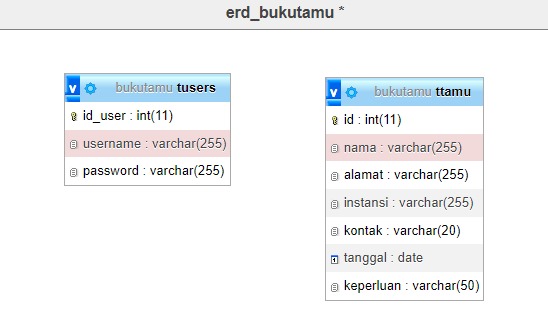 erd_bukutamu *
v bukutamu tusers
id_user : int(11)
username : varchar(255)
password : varchar(255)
v bukutamu ttamu
id : int(11)
nama : varchar(255)
alamat : varchar(255)
instansi : varchar(255)
kontak : varchar(20)
tanggal : date
keperluan : varchar(50)